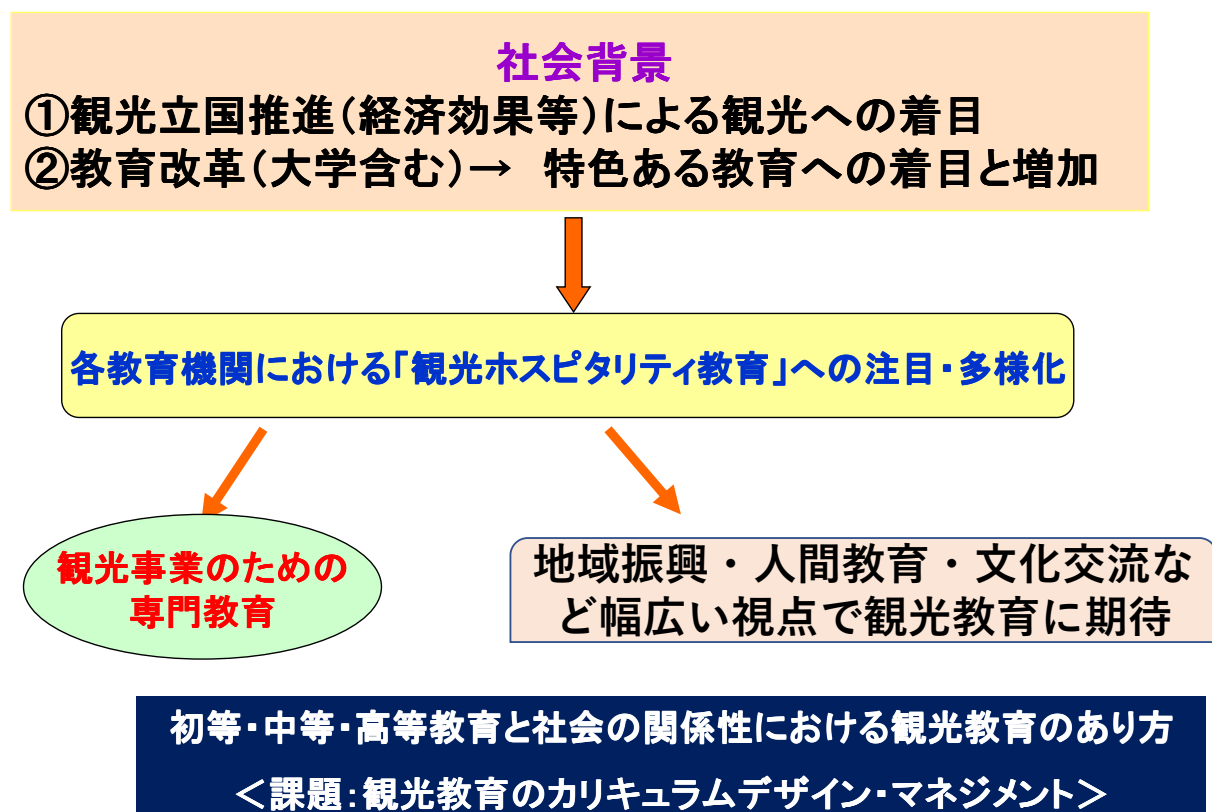 社会背景
①観光立国推進(経済効果等)による観光への着目
②教育改革(大学含む)→ 特色ある教育への着目と増加
各教育機関における「観光ホスピタリティ教育」への注目・多様化
観光事業のための
専門教育
地域振興・人間教育・文化交流な
ど幅広い視点で観光教育に期待
初等・中等・高等教育と社会の関係性における観光教育のあり方
＜課題：観光教育のカリキュラムデザイン・マネジメント＞